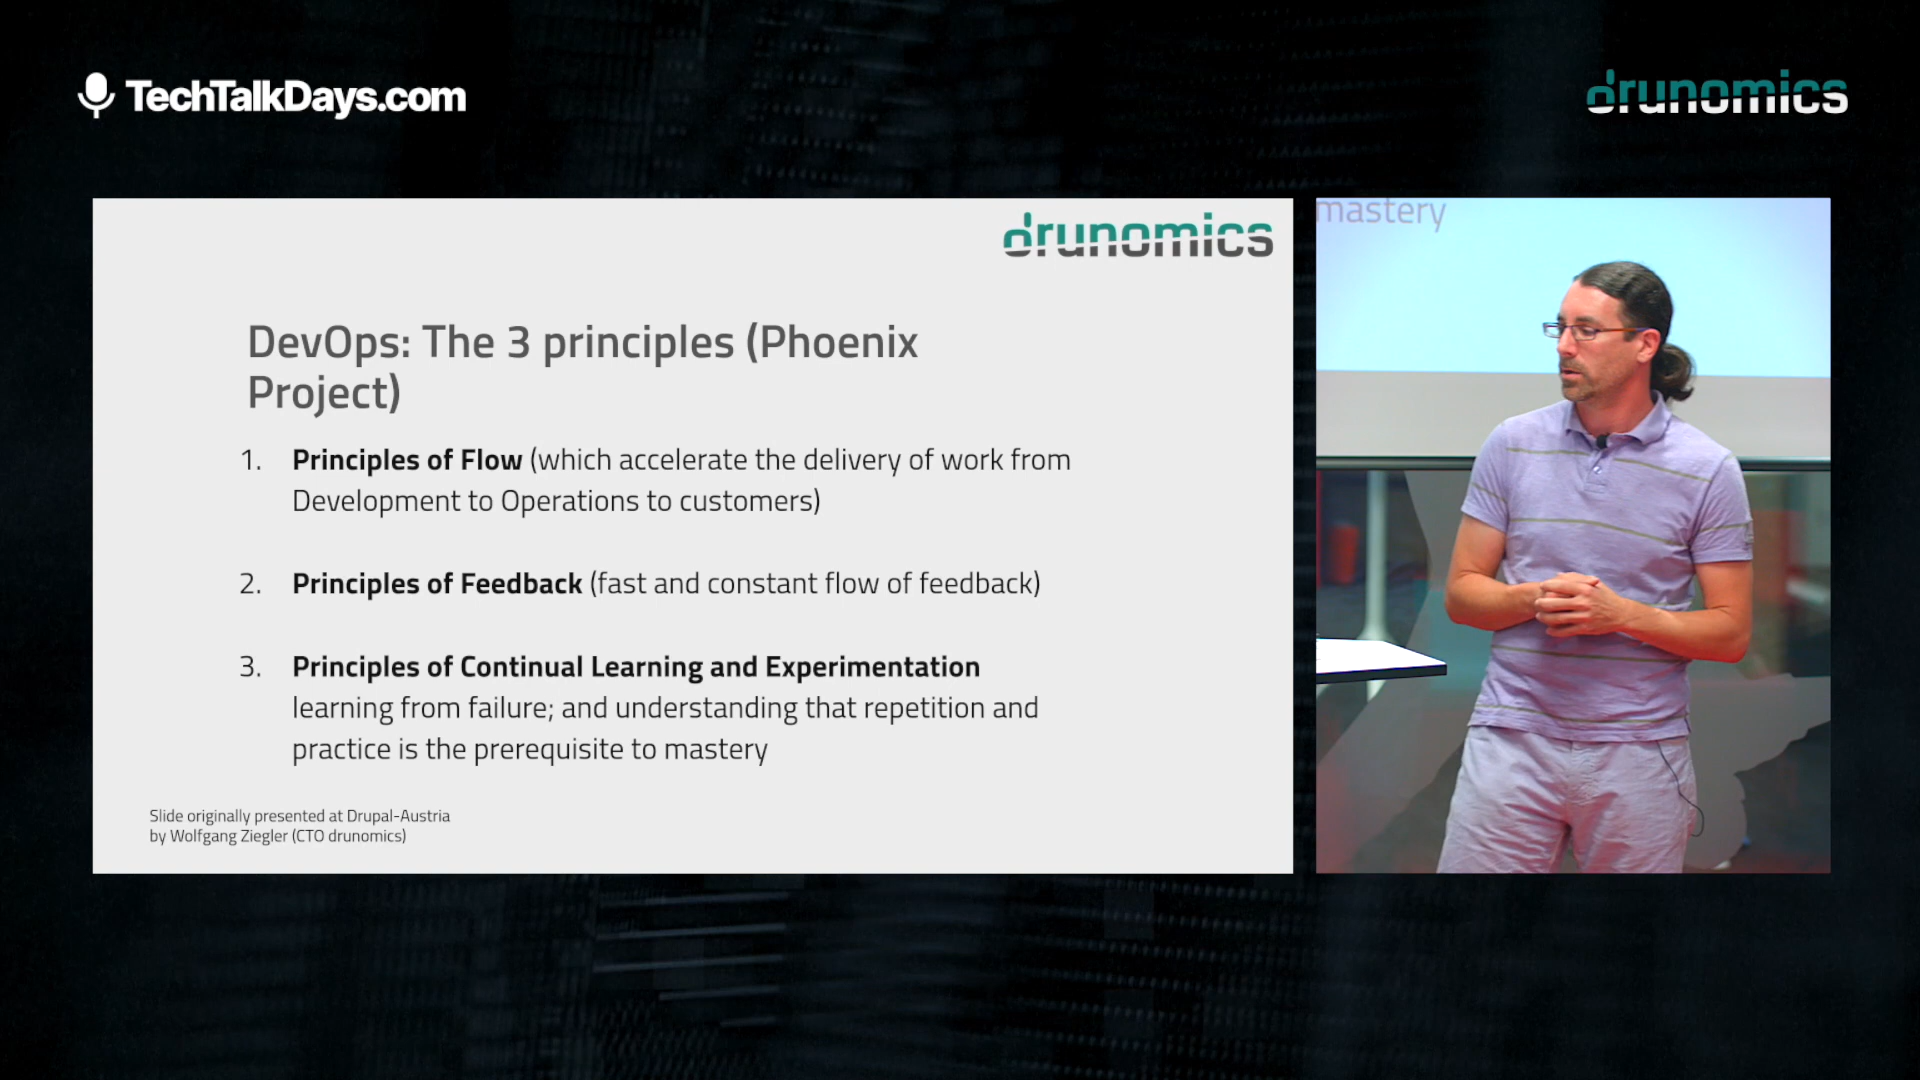 TechTalkDays.com
drunomics
drunomics
DevOps: The 3 principles (Phoenix
Project)
1. Principles of Flow (which accelerate the delivery of work from
Development to Operations to customers)
2. Principles of Feedback (fast and constant flow of feedback)
3. Principles of Continual Learning and Experimentation
learning from failure; and understanding that repetition and
practice is the prerequisite to mastery
Slide originally presented at Drupal-Austria
by Wolfgang Ziegler (CTO drunomics)
mastery